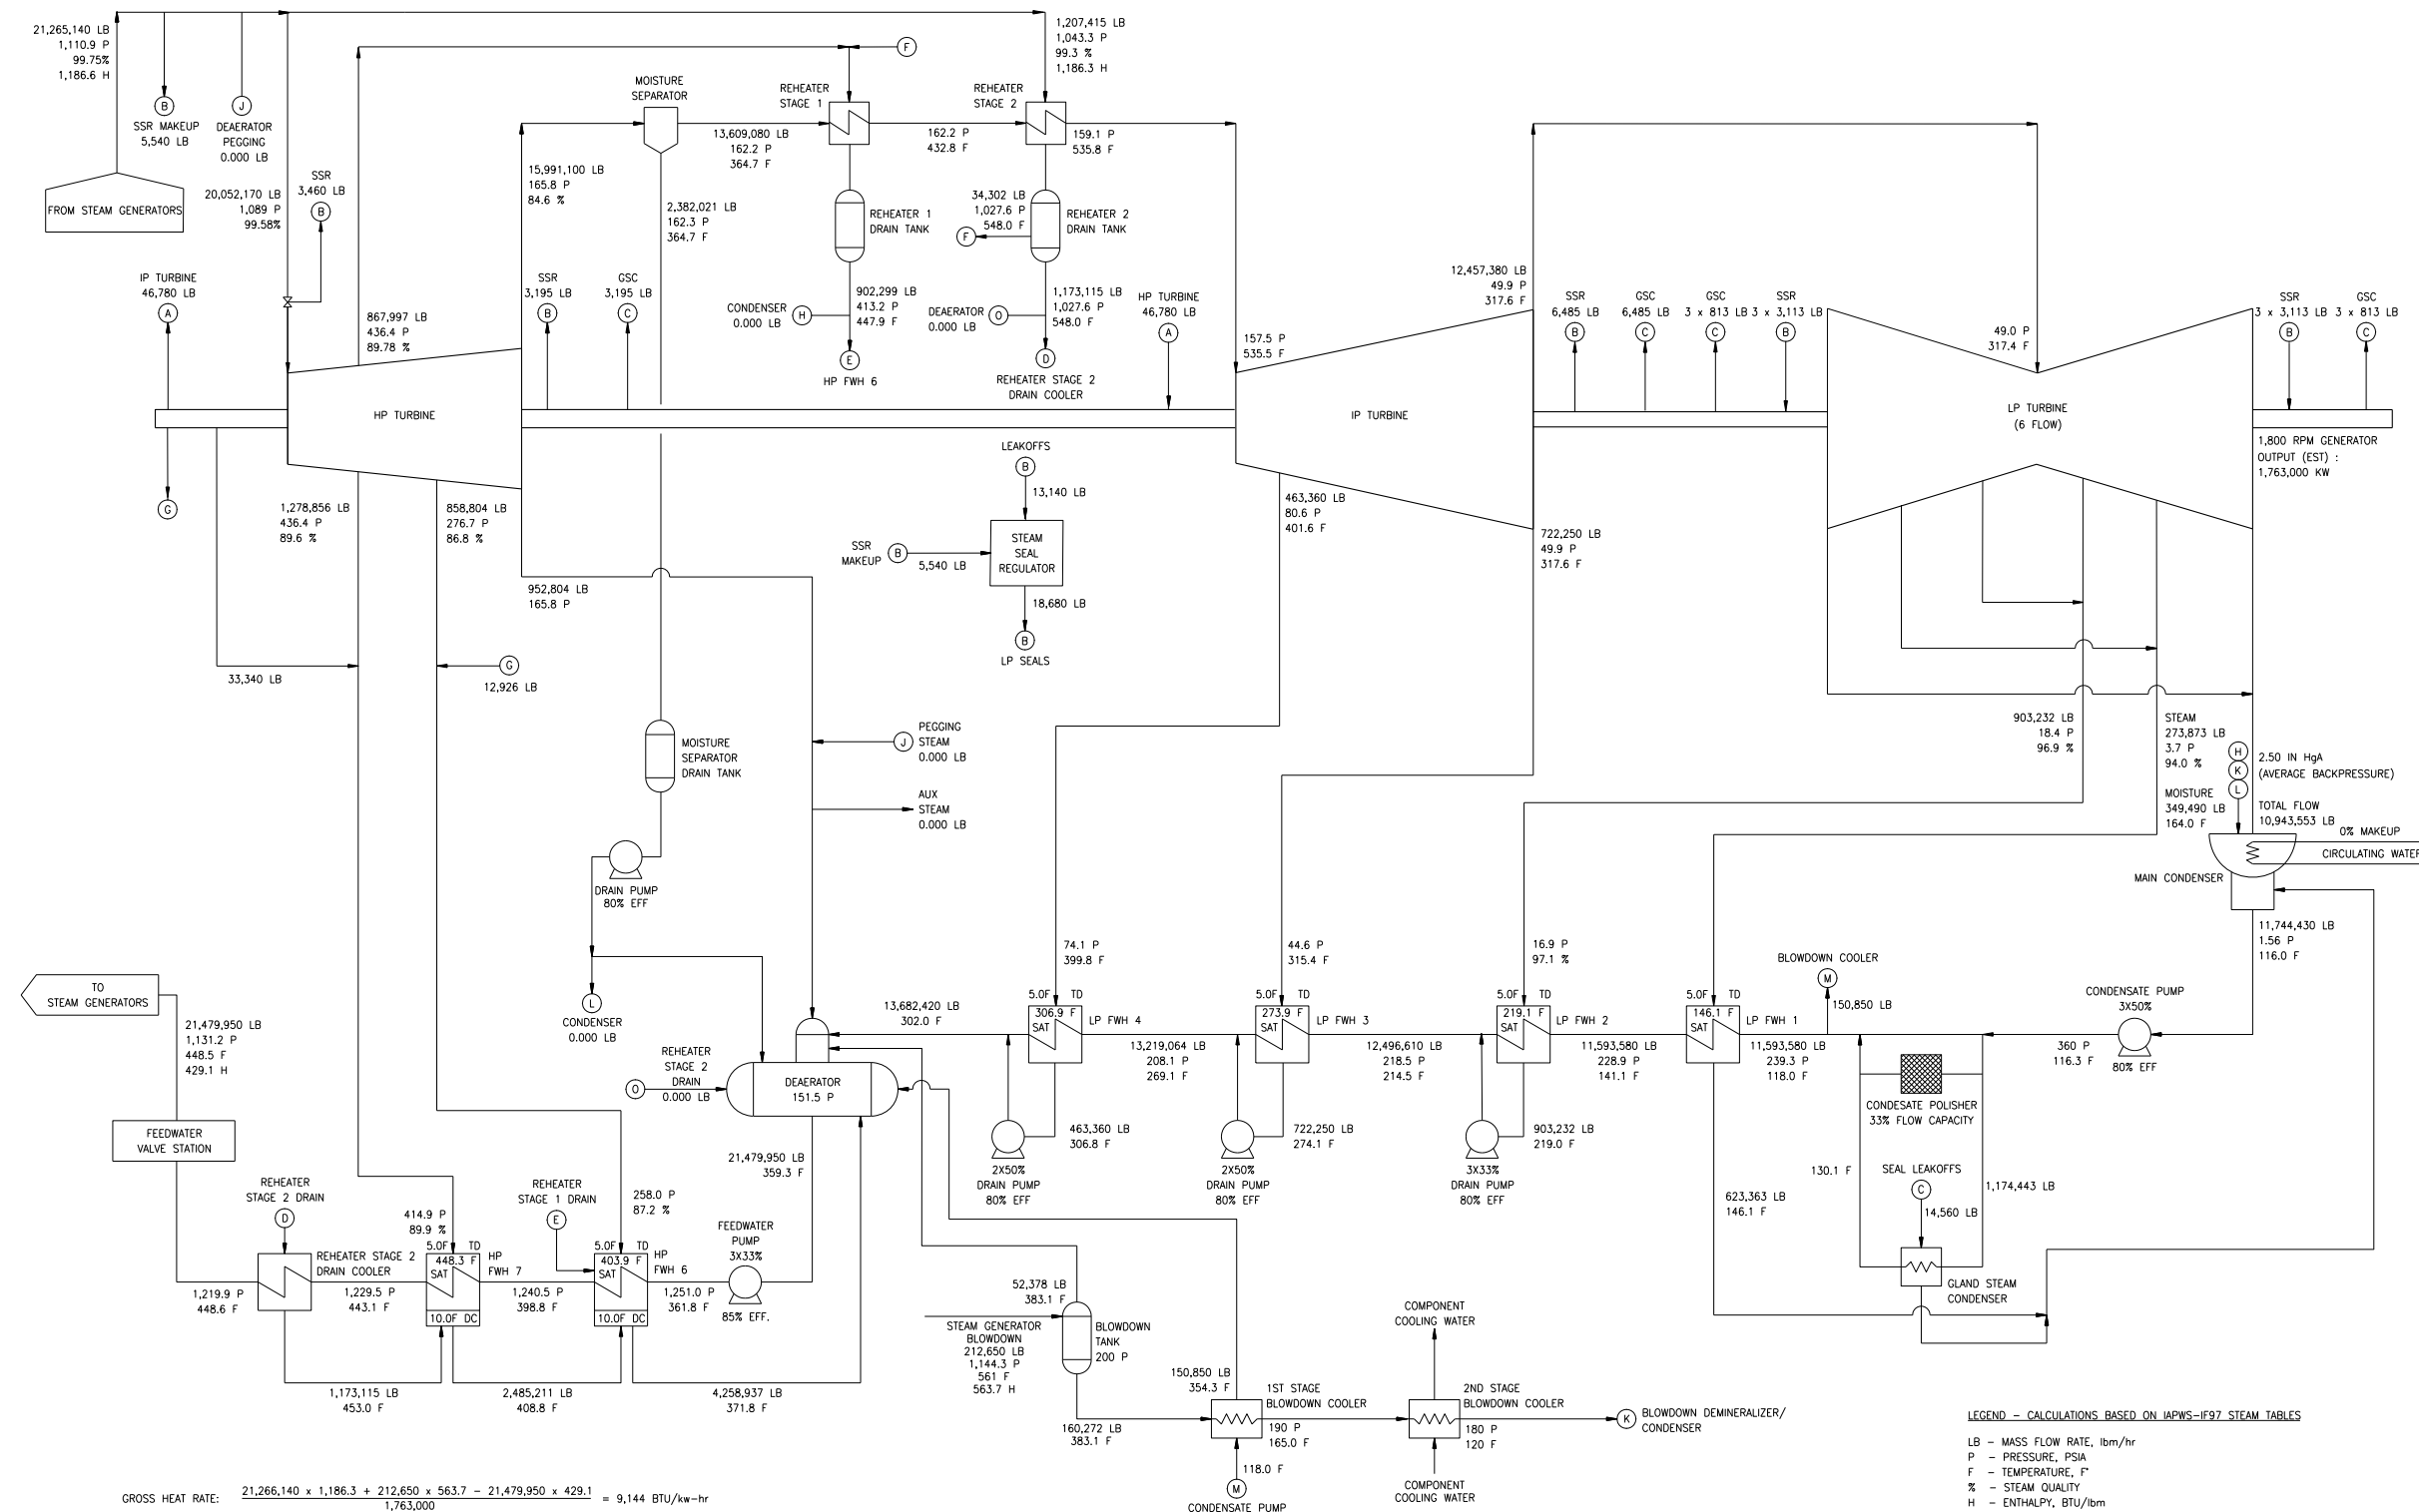 21,265,140 LB
1,110.9 P
99.75%
1,186.6 H
B
SSR MAKEUP
5,540 LB
J
DEAERATOR
PEGGING
0.000 LB
FROM STEAM GENERATORS
20,052,170 LB
1,089 P
99.58%
SSR
3,460 LB
B
IP TURBINE
46,780 LB
A
867,997 LB
436.4 P
89.78 %
F
MOISTURE
SEPARATOR
15,991,100 LB
165.8 P
84.6 %
13,609,080 LB
162.2 P
364.7 F
2,382,021 LB
162.3 P
364.7 F
REHEATER
STAGE 1
162.2 P
432.8 F
REHEATER
STAGE 2
1,207,415 LB
1,043.3 P
99.3 %
1,186.3 H
159.1 P
535.8 F
REHEATER 1
DRAIN TANK
34,302 LB
1,027.6 P
548.0 F
F
REHEATER 2
DRAIN TANK
SSR
3,195 LB
B
GSC
3,195 LB
C
CONDENSER
0.000 LB
H
902,299 LB
413.2 P
447.9 F
E
HP FWH 6
DEAERATOR
0.000 LB
O
1,173,115 LB
1,027.6 P
548.0 F
D
REHEATER STAGE 2
DRAIN COOLER
HP TURBINE
46,780 LB
A
157.5 P
535.5 F
12,457,380 LB
49.9 P
317.6 F
SSR
6,485 LB
B
GSC
6,485 LB
C
GSC
3 x 813 LB
C
SSR
3 x 3,113 LB
B
49.0 P
317.4 F
SSR
3 x 3,113 LB
B
GSC
3 x 813 LB
C
HP TURBINE
IP TURBINE
LP TURBINE
(6 FLOW)
1,800 RPM GENERATOR
OUTPUT (EST) :
1,763,000 KW
G
1,278,856 LB
436.4 P
89.6 %
858,804 LB
276.7 P
86.8 %
952,804 LB
165.8 P
LEAKOFFS
B
13,140 LB
SSR
MAKEUP
B
5,540 LB
STEAM
SEAL
REGULATOR
18,680 LB
B
LP SEALS
463,360 LB
80.6 P
401.6 F
722,250 LB
49.9 P
317.6 F
33,340 LB
G
12,926 LB
MOISTURE
SEPARATOR
DRAIN TANK
J
PEGGING
STEAM
0.000 LB
AUX
STEAM
0.000 LB
903,232 LB
18.4 P
96.9 %
STEAM
273,873 LB
3.7 P
94.0 %
MOISTURE
349,490 LB
164.0 F
H
K
L
2.50 IN HgA
(AVERAGE BACKPRESSURE)
TOTAL FLOW
10,943,553 LB
0% MAKEUP
CIRCULATING WATER
MAIN CONDENSER
DRAIN PUMP
80% EFF
L
CONDENSER
0.000 LB
11,744,430 LB
1.56 P
116.0 F
TO
STEAM GENERATORS
21,479,950 LB
1,131.2 P
448.5 F
429.1 H
FEEDWATER
VALVE STATION
REHEATER
STAGE 2
DRAIN
0.000 LB
O
DEAERATOR
151.5 P
13,682,420 LB
302.0 F
74.1 P
399.8 F
5.0F TD
306.9 F
SAT
LP FWH 4
13,219,064 LB
208.1 P
269.1 F
44.6 P
315.4 F
5.0F TD
273.9 F
SAT
LP FWH 3
12,496,610 LB
218.5 P
214.5 F
16.9 P
97.1 %
5.0F TD
219.1 F
SAT
LP FWH 2
11,593,580 LB
228.9 P
141.1 F
5.0F TD
146.1 F
SAT
LP FWH 1
11,593,580 LB
239.3 P
118.0 F
BLOWDOWN COOLER
M
150,850 LB
CONDENSATE PUMP
3X50%
80% EFF
360 P
116.3 F
CONDESATE POLISHER
33% FLOW CAPACITY
463,360 LB
306.8 F
2X50%
DRAIN PUMP
80% EFF
722,250 LB
274.1 F
2X50%
DRAIN PUMP
80% EFF
903,232 LB
219.0 F
3X33%
DRAIN PUMP
80% EFF
623,363 LB
146.1 F
130.1 F
SEAL LEAKOFFS
C
14,560 LB
1,174,443 LB
GLAND STEAM
CONDENSER
21,479,950 LB
359.3 F
REHEATER
STAGE 2 DRAIN
D
REHEATER STAGE 2
DRAIN COOLER
1,219.9 P
448.6 F
1,229.5 P
443.1 F
414.9 P
89.9 %
5.0F TD
448.3 F
SAT
10.0F DC
HP
FWH 7
REHEATER
STAGE 1 DRAIN
E
1,240.5 P
398.8 F
258.0 P
87.2 %
5.0F TD
403.9 F
SAT
10.0F DC
HP
FWH 6
1,251.0 P
361.8 F
FEEDWATER
PUMP
3X33%
85% EFF.
1,173,115 LB
453.0 F
2,485,211 LB
408.8 F
4,258,937 LB
371.8 F
52,378 LB
383.1 F
STEAM GENERATOR
BLOWDOWN
212,650 LB
1,144.3 P
561 F
563.7 H
BLOWDOWN
TANK
200 P
160,272 LB
383.1 F
150,850 LB
354.3 F
1ST STAGE
BLOWDOWN COOLER
190 P
165.0 F
118.0 F
M
CONDENSATE PUMP
COMPONENT
COOLING WATER
2ND STAGE
BLOWDOWN COOLER
180 P
120 F
COMPONENT
COOLING WATER
K
BLOWDOWN DEMINERALIZER/
CONDENSER
GROSS HEAT RATE:
21,266,140 x 1,186.3 + 212,650 x 563.7 - 21,479,950 x 429.1
1,763,000
= 9,144 BTU/kw-hr
LEGEND - CALCULATIONS BASED ON IAPWS-IF97 STEAM TABLES
LB - MASS FLOW RATE, lbm/hr
P - PRESSURE, PSIA
F - TEMPERATURE, F°
% - STEAM QUALITY
H - ENTHALPY, BTU/lbm